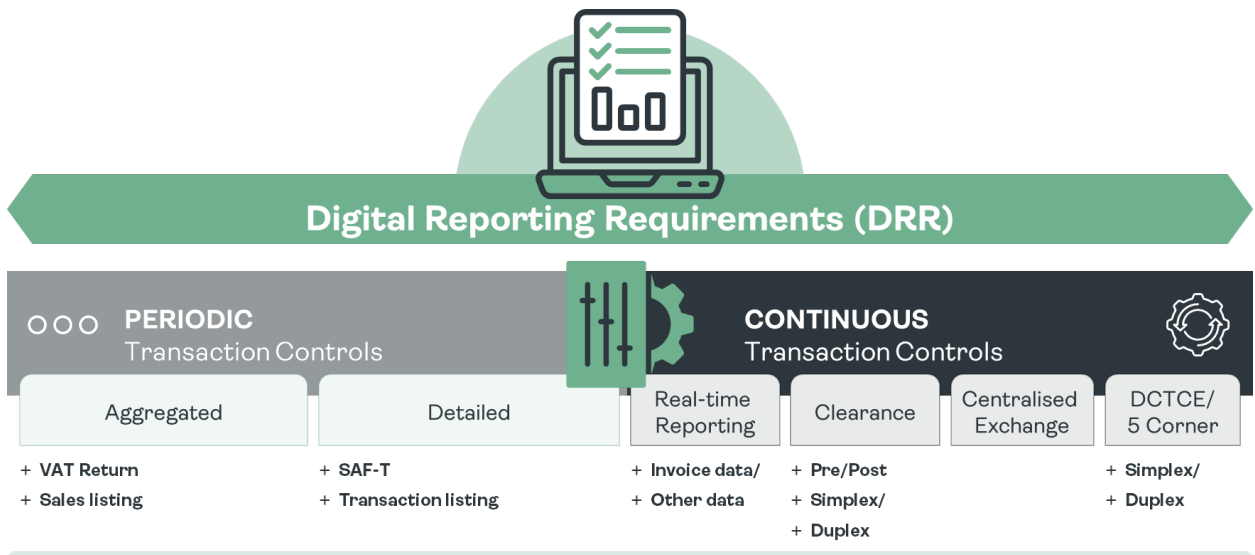 Digital Reporting Requirements (DRR)
PERIODIC
Transaction Controls
CONTINUOUS
Transaction Controls
Aggregated
+ VAT Return
+ Sales listing
Detailed
+ SAF-T
+ Transaction listing
Real-time
Reporting
+ Invoice data/
+ Other data
Clearance
+ Pre/Post
+ Simplex/
+ Duplex
Centralised
Exchange
DCTCE/
5 Corner
+ Simplex/
+ Duplex